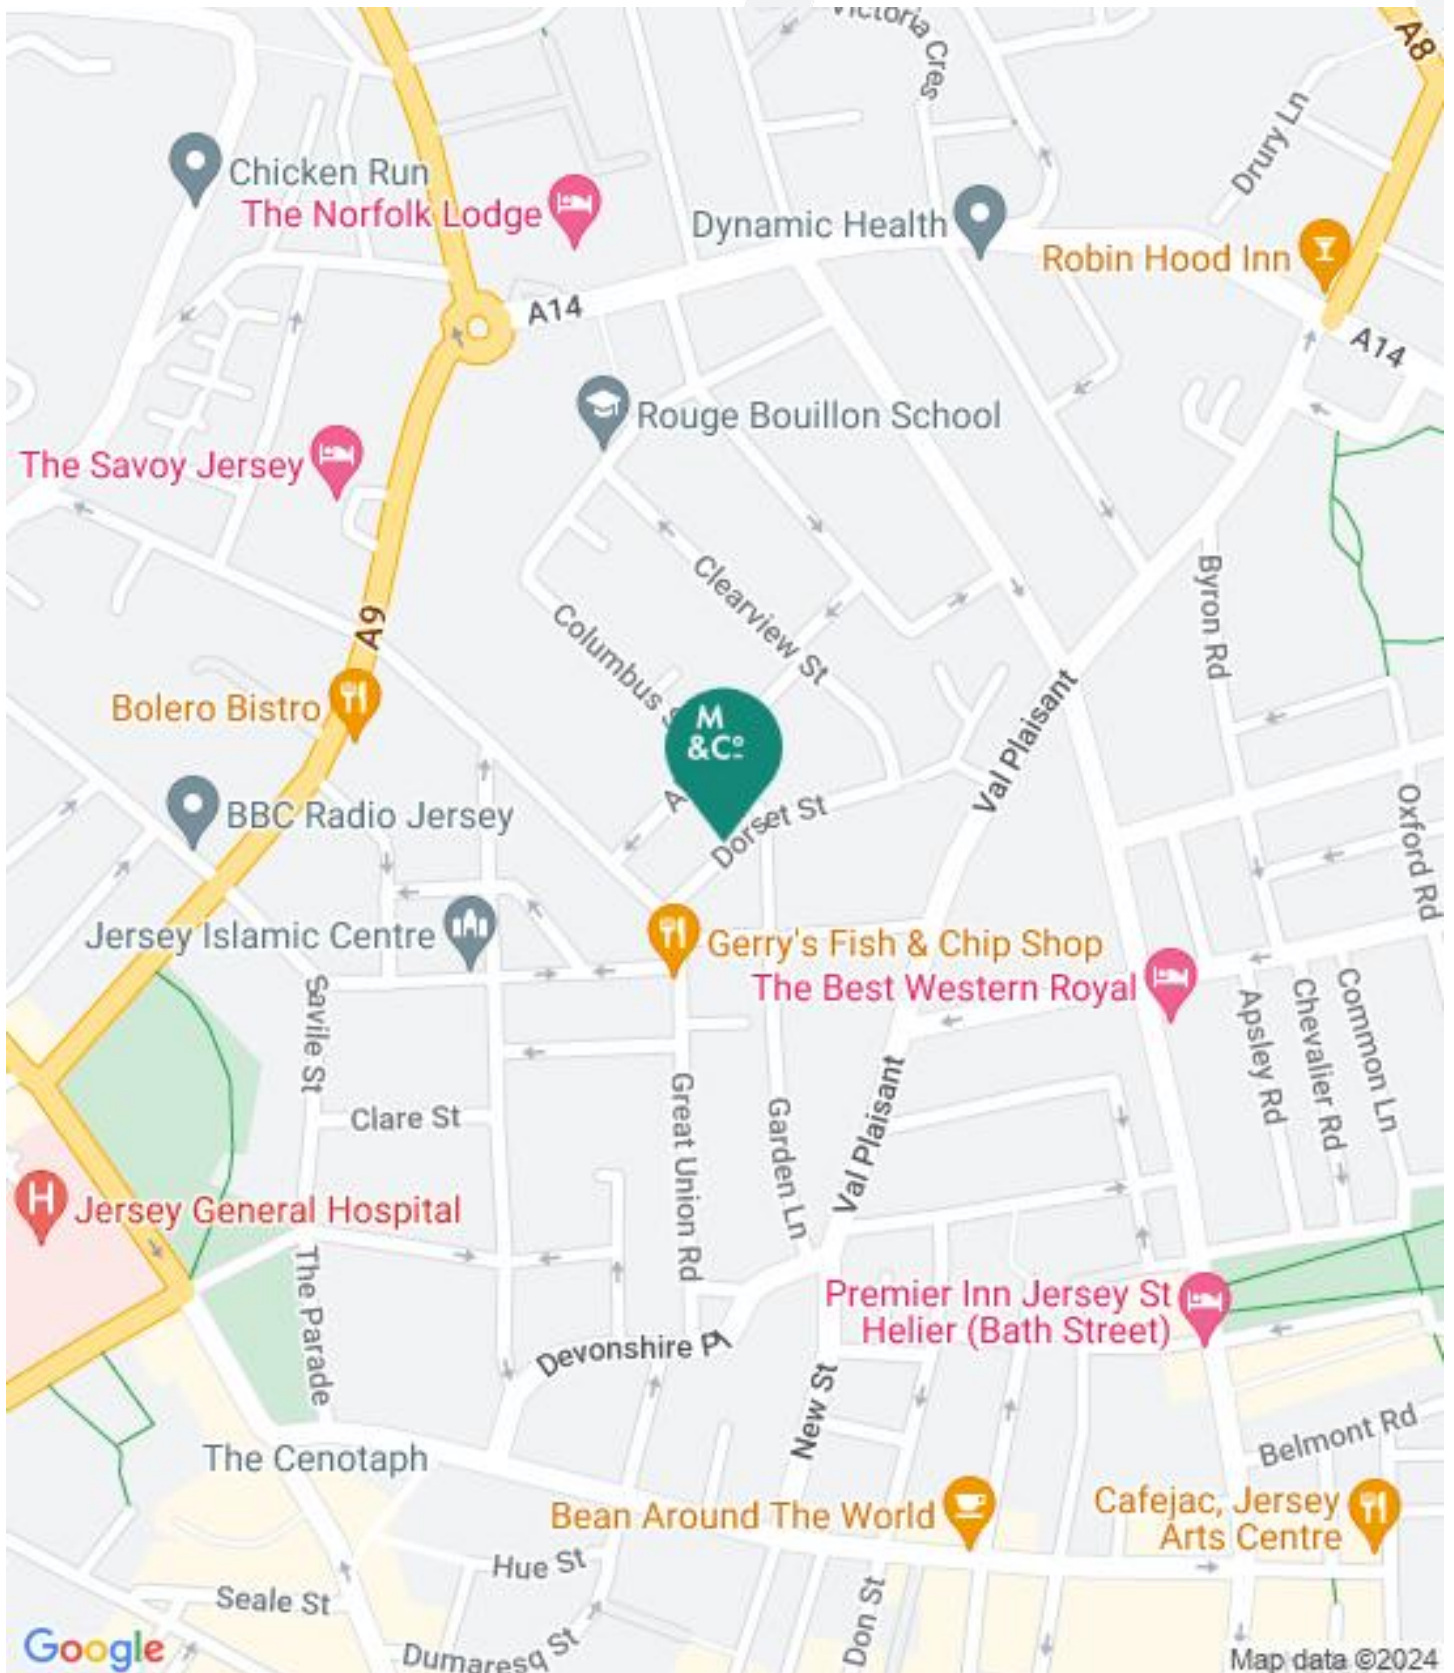 Victoria Cres
A8
Drury Ln
Chicken Run
The Norfolk Lodge
Dynamic Health
Robin Hood Inn
A14
A14
Rouge Bouillon School
The Savoy Jersey
Clearview St
Byron Rd
Columbus S
A9
Bolero Bistro
M
&Co
Val Plaisant
A
Dorset St
BBC Radio Jersey
Oxford Rd
Jersey Islamic Centre
Gerry's Fish & Chip Shop
The Best Western Royal
Savile St
Apsley Rd
Chevalier Rd
Common Ln
Clare St
Great Union Rd
Garden Ln
Val Plaisant
H
Jersey General Hospital
The Parade
Premier Inn Jersey St
Helier (Bath Street)
Devonshire Pl
New St
Belmont Rd
The Cenotaph
Bean Around The World
Cafejac, Jersey
Arts Centre
Hue St
Seale St
Don St
Dumaresq St
Google
Map data ©2024